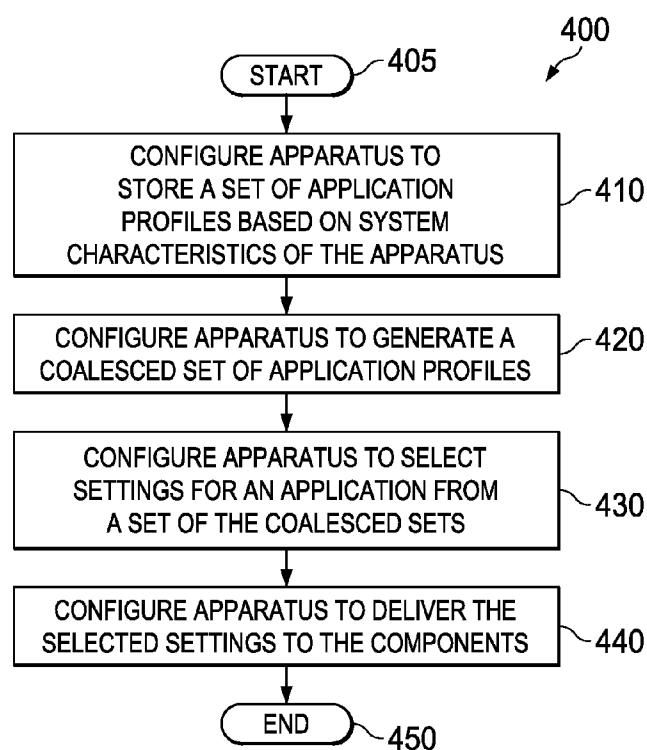 400
START
405
CONFIGURE APPARATUS TO
STORE A SET OF APPLICATION
PROFILES BASED ON SYSTEM
CHARACTERISTICS OF THE APPARATUS
410
CONFIGURE APPARATUS TO GENERATE A
COALESCED SET OF APPLICATION PROFILES
420
CONFIGURE APPARATUS TO SELECT
SETTINGS FOR AN APPLICATION FROM
A SET OF THE COALESCED SETS
430
CONFIGURE APPARATUS TO DELIVER THE
SELECTED SETTINGS TO THE COMPONENTS
440
END
450